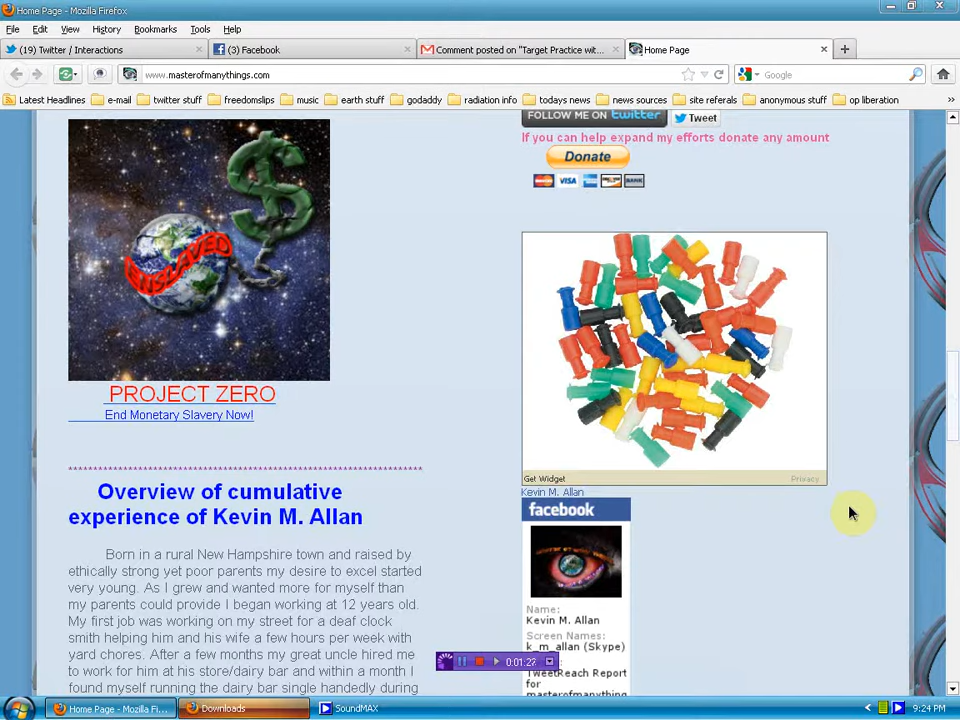 Home Page - Mozilla Firefox
File Edit View History Bookmarks Tools Help
(19) Twitter / Interactions
(3) Facebook
Comment posted on "Target Practice wit...
Home Page
www.masterofmanythings.com
Google
Latest Headlines
e-mail
twitter stuff
freedomslips
music
earth stuff
godaddy
radiation info
todays news
news sources
site referals
anonymous stuff
op liberation
FOLLOW ME ON twitter
Tweet
If you can help expand my efforts donate any amount
Donate
VISA
BANK
ENSLAVED
PROJECT ZERO
End Monetary Slavery Now!
Get Widget
Privacy
Kevin M. Allan
facebook
Name:
Kevin M. Allan
Screen Names:
k_m_allan (Skype)
TweetReach Report
for
masterofmanything
***********************************************************************
Overview of cumulative
experience of Kevin M. Allan
Born in a rural New Hampshire town and raised by
ethically strong yet poor parents my desire to excel started
very young. As I grew and wanted more for myself than
my parents could provide I began working at 12 years old.
My first job was working on my street for a deaf clock
smith helping him and his wife a few hours per week with
yard chores. After a few months my great uncle hired me
to work for him at his store/dairy bar and within a month I
found myself running the dairy bar single handedly during
Home Page - Mozilla Fi...
Downloads
SoundMAX
9:24 PM